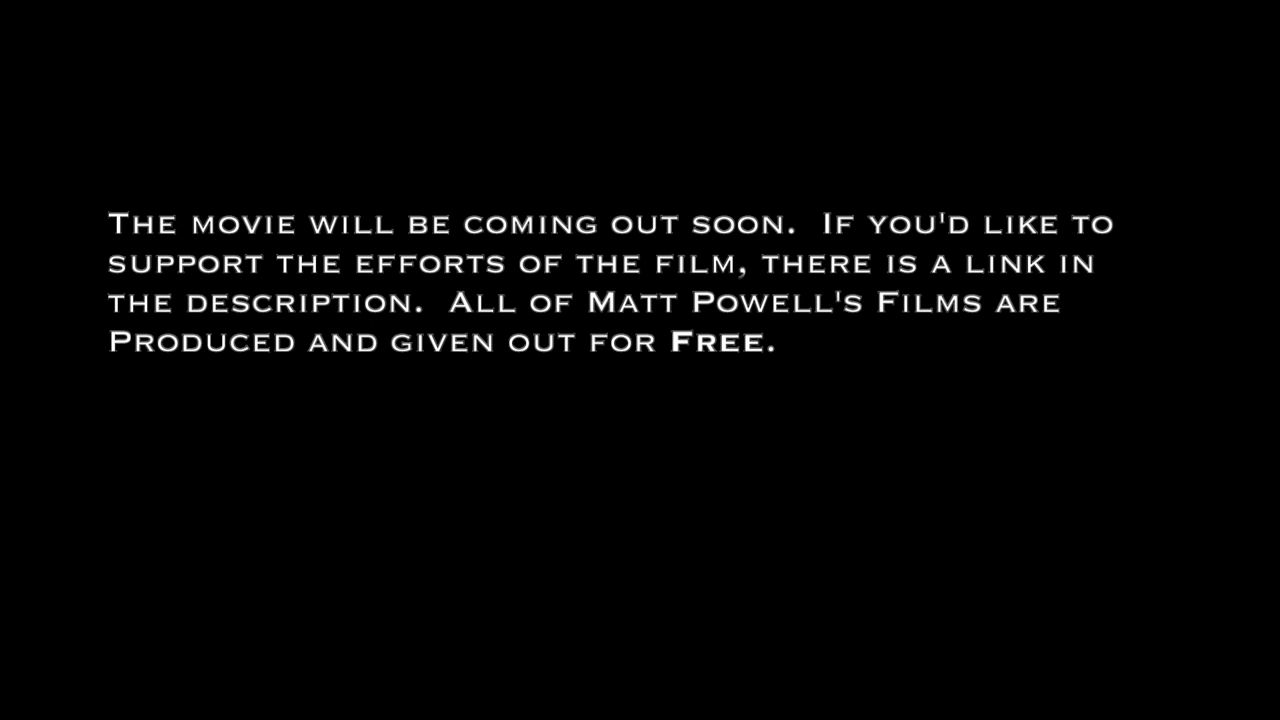 The movie will be coming out soon.  If you'd like to
support the efforts of the film, there is a link in
the description.  All of Matt Powell's Films are
Produced and given out for Free.